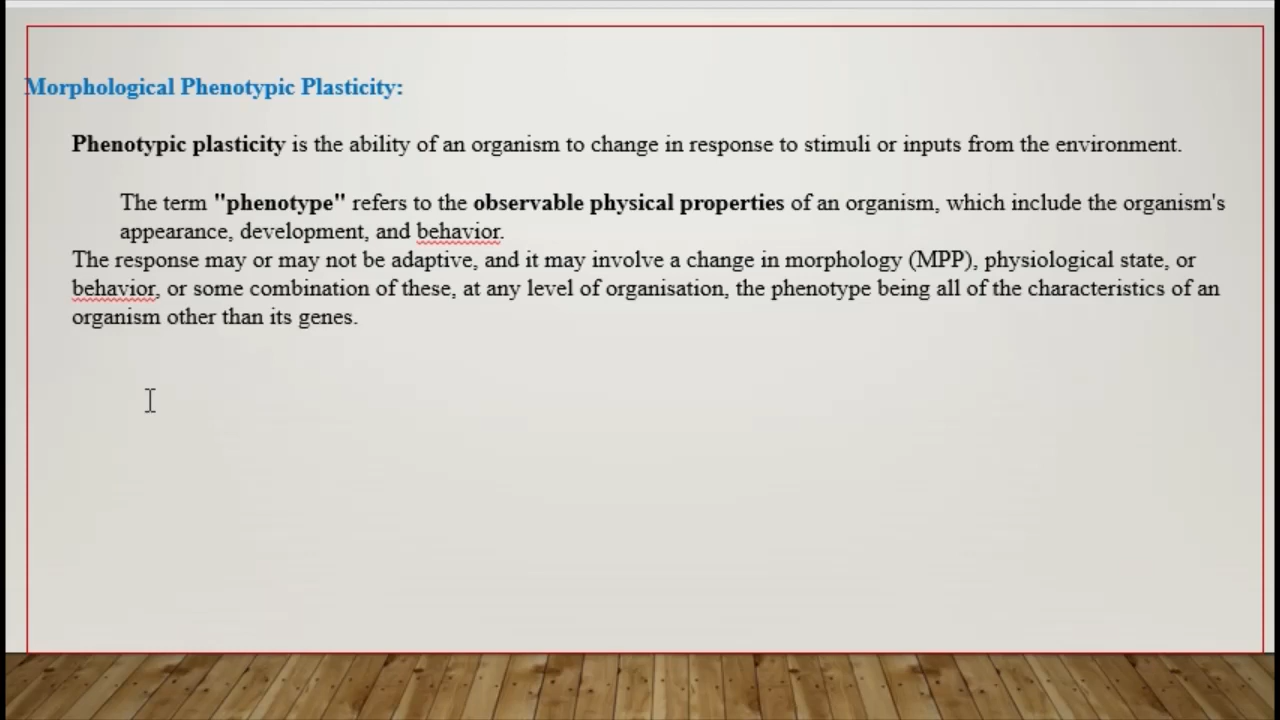 Morphological Phenotypic Plasticity:
Phenotypic plasticity is the ability of an organism to change in response to stimuli or inputs from the environment.
The term "phenotype" refers to the observable physical properties of an organism, which include the organism's
appearance, development, and behavior.
The response may or may not be adaptive, and it may involve a change in morphology (MPP), physiological state, or
behavior, or some combination of these, at any level of organisation, the phenotype being all of the characteristics of an
organism other than its genes.